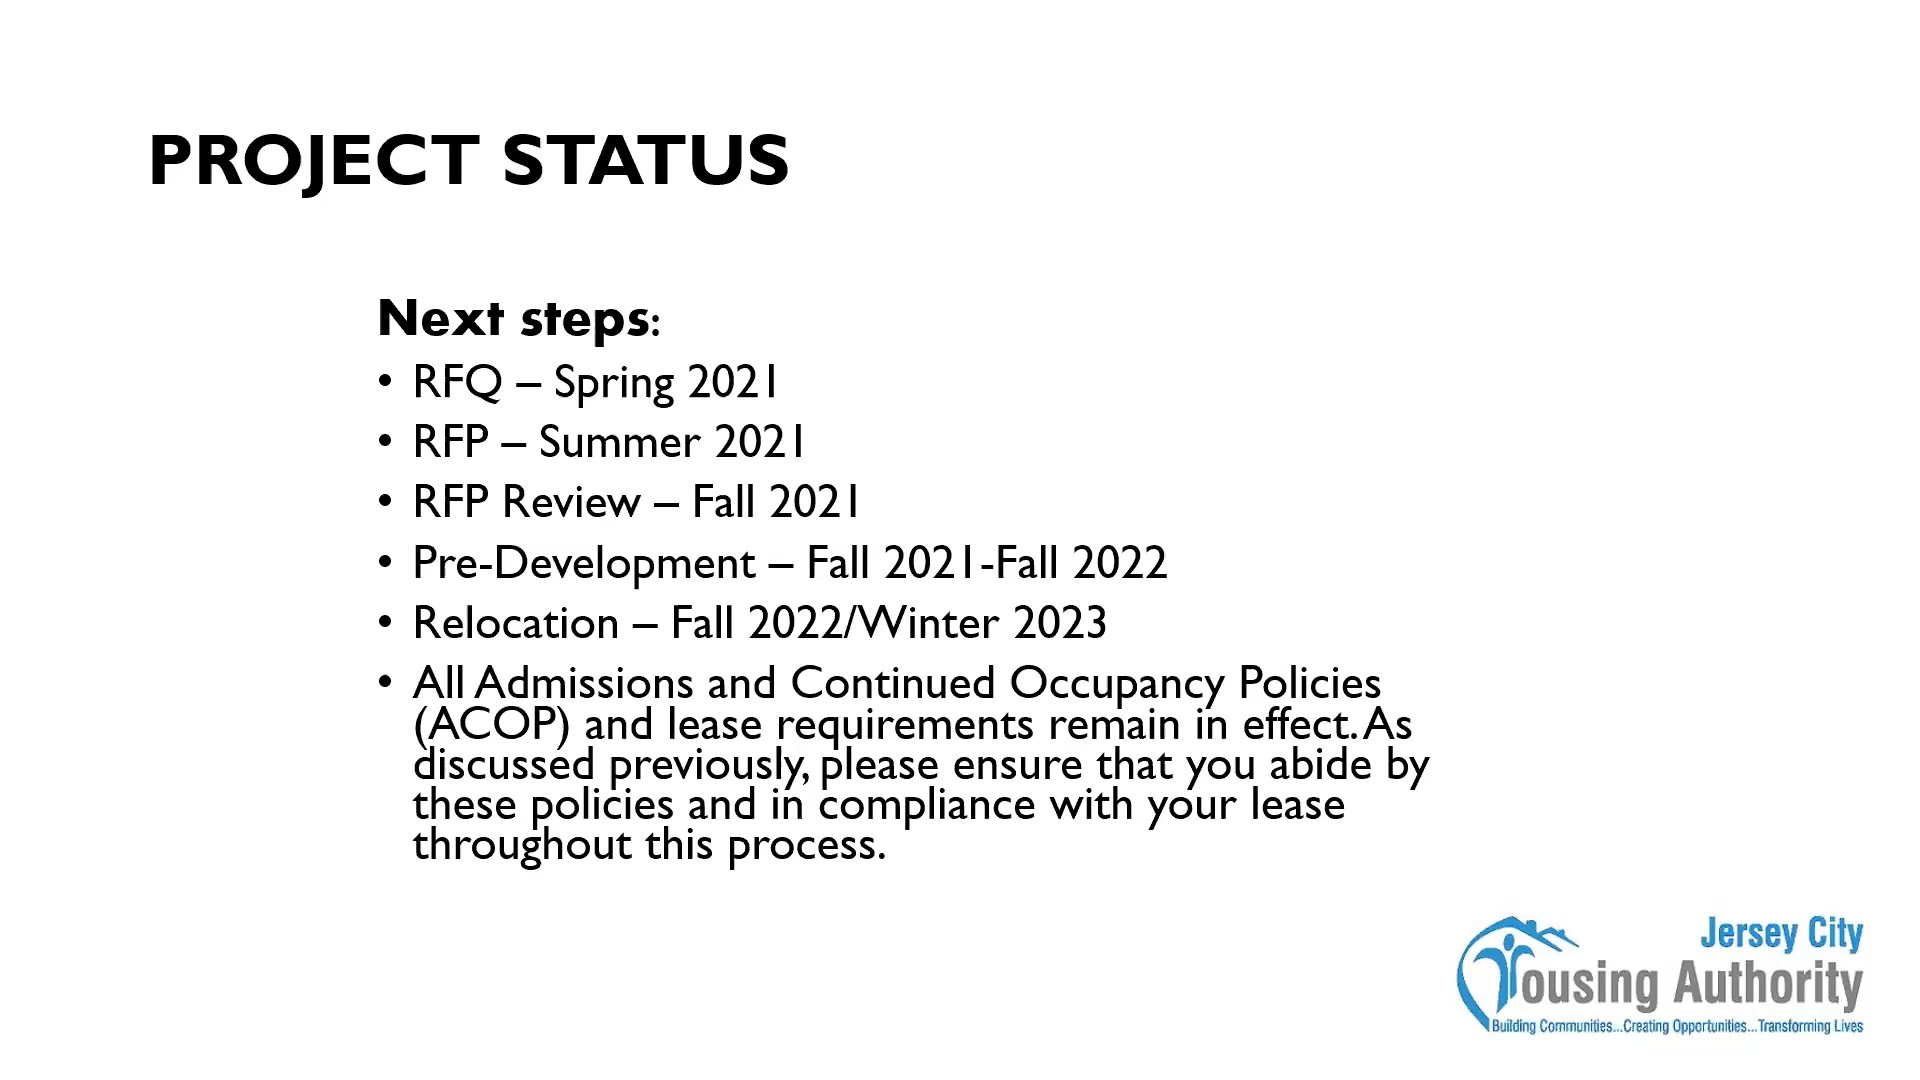 PROJECT STATUS
Next steps:
• RFQ – Spring 2021
• RFP – Summer 2021
• RFP Review – Fall 2021
• Pre-Development – Fall 2021-Fall 2022
• Relocation – Fall 2022/Winter 2023
• All Admissions and Continued Occupancy Policies
(ACOP) and lease requirements remain in effect. As
discussed previously, please ensure that you abide by
these policies and in compliance with your lease
throughout this process.
Jersey City
Housing Authority
Building Communities...Creating Opportunities...Transforming Lives